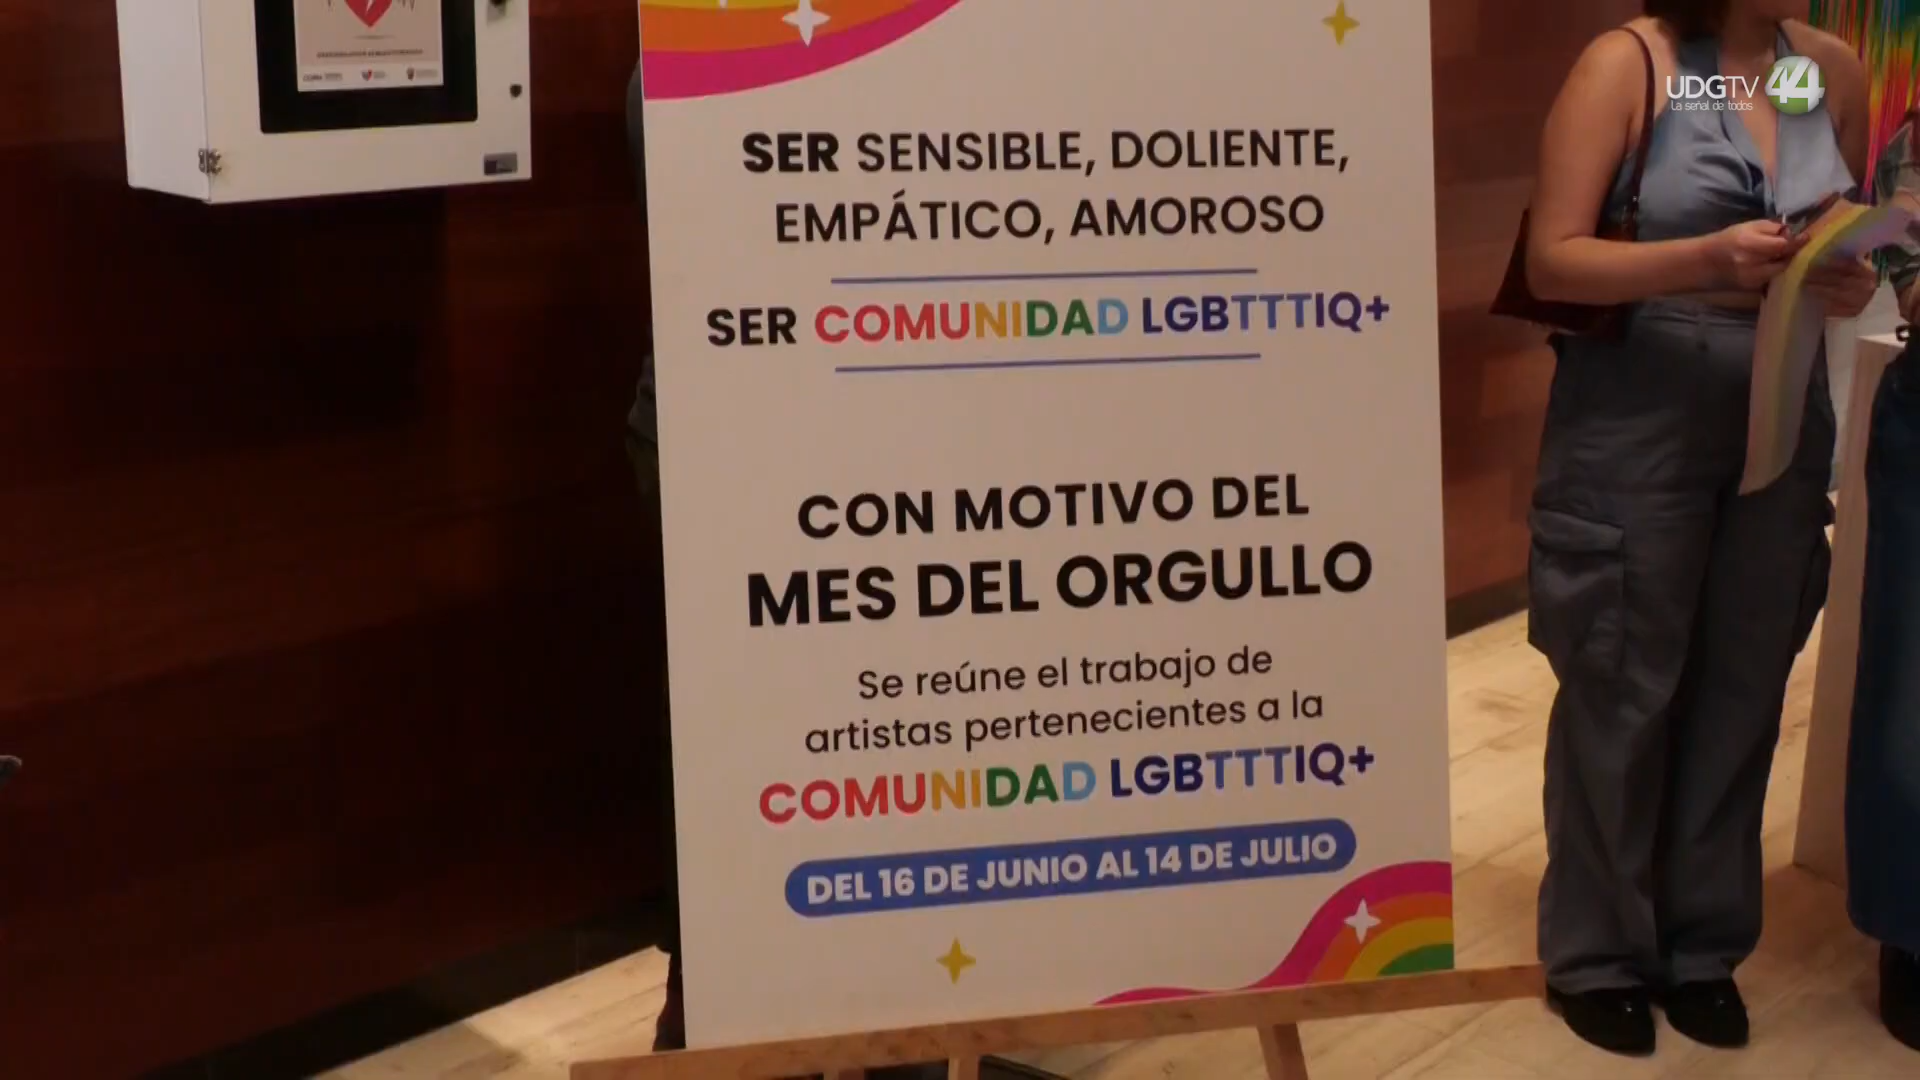 UDGTV 44
La señal de todos
SER SENSIBLE, DOLIENTE,
EMPÁTICO, AMOROSO
SER COMUNIDAD LGBTTTIQ+
CON MOTIVO DEL
MES DEL ORGULLO
Se reúne el trabajo de
artistas pertenecientes a la
COMUNIDAD LGBTTTIQ+
DEL 16 DE JUNIO AL 14 DE JULIO